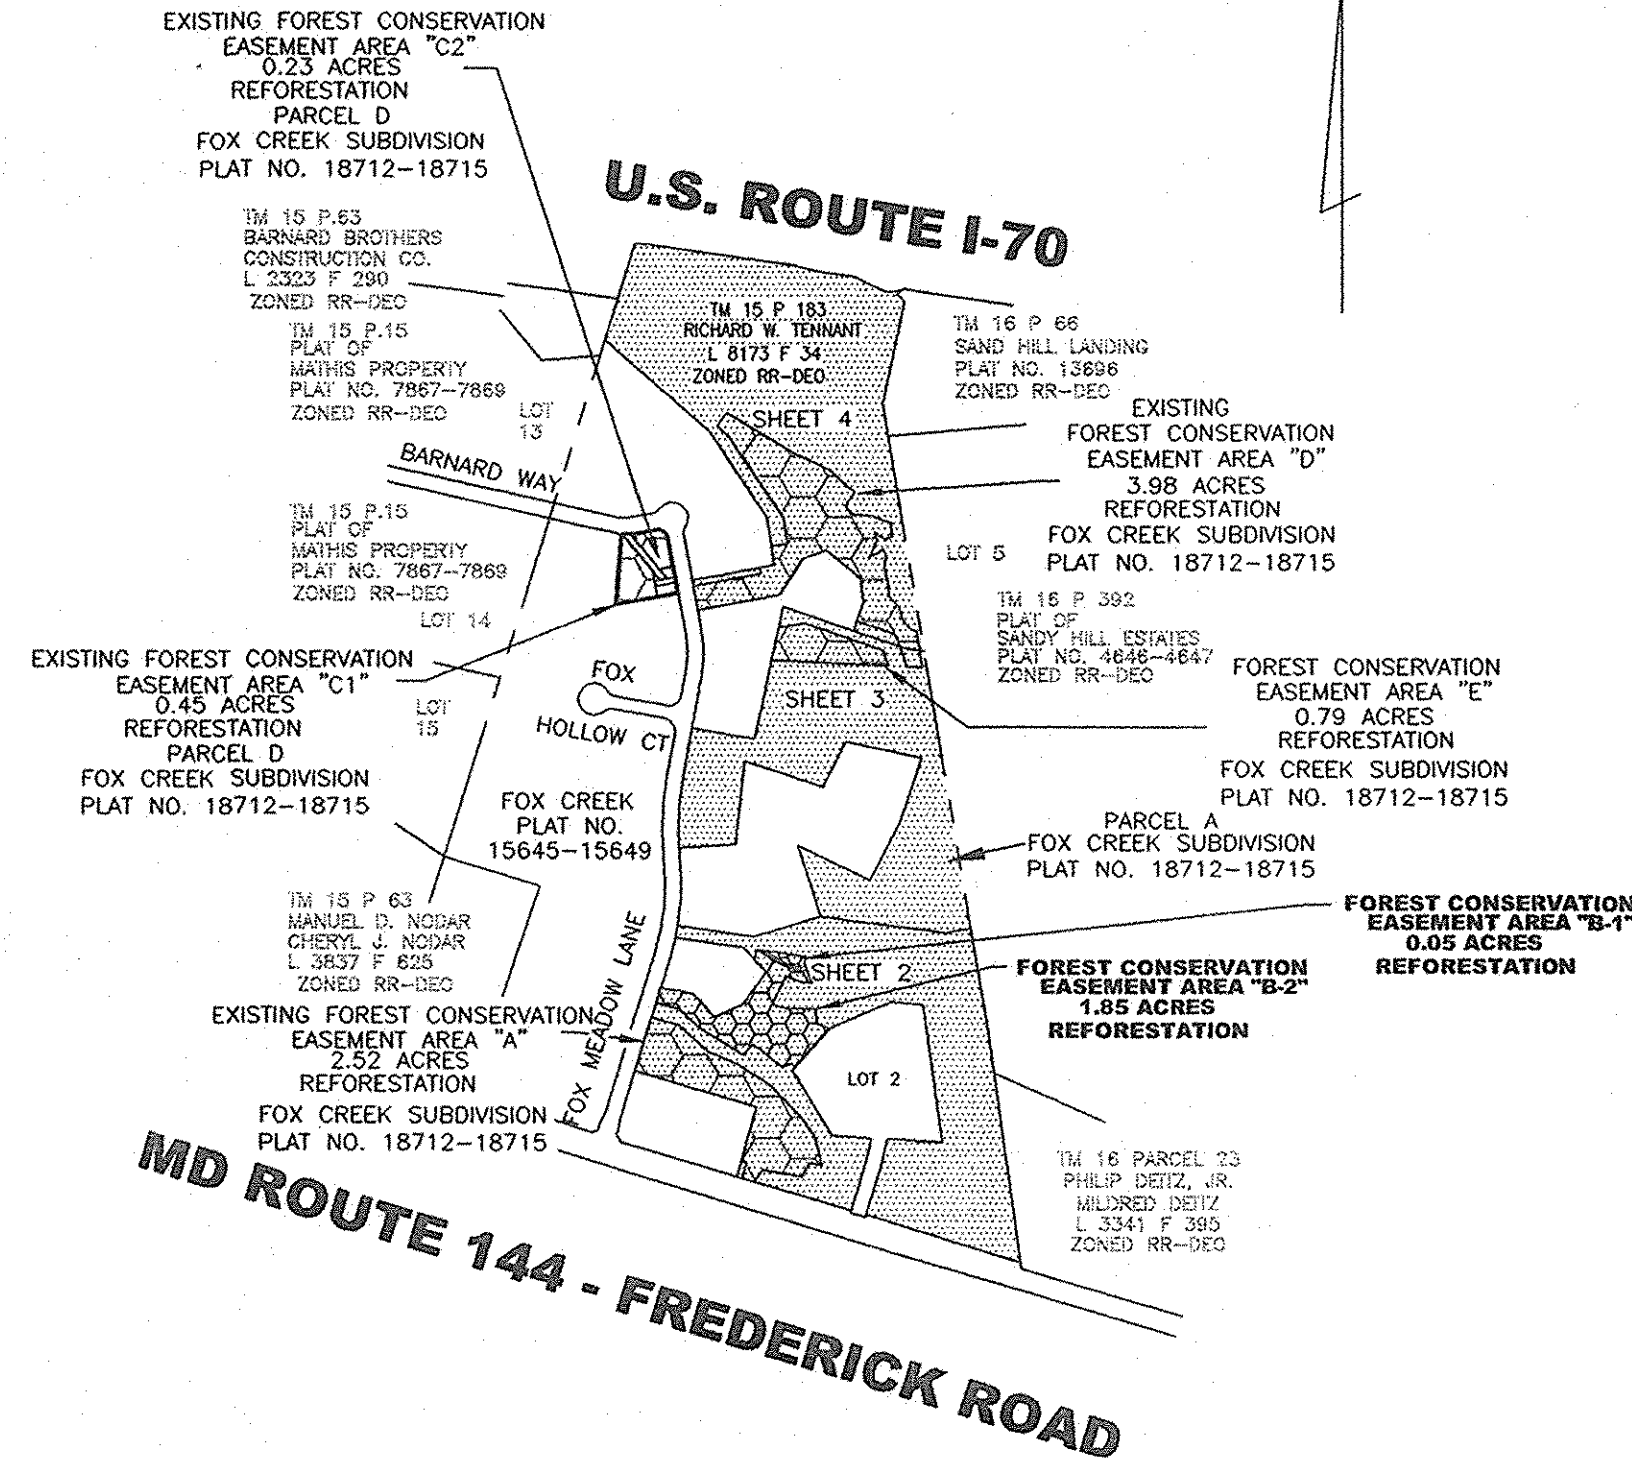 EXISTING FOREST CONSERVATION
EASEMENT AREA "C2"
0.23 ACRES
REFORESTATION
PARCEL D
FOX CREEK SUBDIVISION
PLAT NO. 18712-18715
U.S. ROUTE I-70
TM 15 P.63
BARNARD BROTHERS
CONSTRUCTION CO.
L 2323 F 290
ZONED RR-DEO
TM 15 P.15
PLAT OF
MATHIS PROPERTY
PLAT NO. 7867-7869
ZONED RR-DEO
LOT
13
TM 15 P 183
RICHARD W. TENNANT
L 8173 F 34
ZONED RR-DEO
TM 16 P 66
SAND HILL LANDING
PLAT NO. 13696
ZONED RR-DEO
SHEET 4
EXISTING
FOREST CONSERVATION
EASEMENT AREA "D"
3.98 ACRES
REFORESTATION
FOX CREEK SUBDIVISION
PLAT NO. 18712-18715
BARNARD WAY
TM 15 P.15
PLAT OF
MATHIS PROPERTY
PLAT NO. 7867-7869
ZONED RR-DEO
LOT 14
LOT 5
TM 16 P 392
PLAT OF
SANDY HILL ESTATES
PLAT NO. 4646-4647
ZONED RR-DEO
EXISTING FOREST CONSERVATION
EASEMENT AREA "C1"
0.45 ACRES
REFORESTATION
PARCEL D
FOX CREEK SUBDIVISION
PLAT NO. 18712-18715
LOT
15
FOX
HOLLOW CT
SHEET 3
FOREST CONSERVATION
EASEMENT AREA "E"
0.79 ACRES
REFORESTATION
FOX CREEK SUBDIVISION
PLAT NO. 18712-18715
FOX CREEK
PLAT NO.
15645-15649
PARCEL A
FOX CREEK SUBDIVISION
PLAT NO. 18712-18715
TM 15 P 63
MANUEL D. NODAR
CHERYL J. NODAR
L 3837 F 625
ZONED RR-DEO
FOX MEADOW LANE
SHEET 2
FOREST CONSERVATION
EASEMENT AREA "B-1"
0.05 ACRES
REFORESTATION
FOREST CONSERVATION
EASEMENT AREA "B-2"
1.85 ACRES
REFORESTATION
EXISTING FOREST CONSERVATION
EASEMENT AREA "A"
2.52 ACRES
REFORESTATION
FOX CREEK SUBDIVISION
PLAT NO. 18712-18715
LOT 2
TM 16 PARCEL 23
PHILIP DEITZ, JR.
MILDRED DEITZ
L 3341 F 395
ZONED RR-DEO
MD ROUTE 144 - FREDERICK ROAD